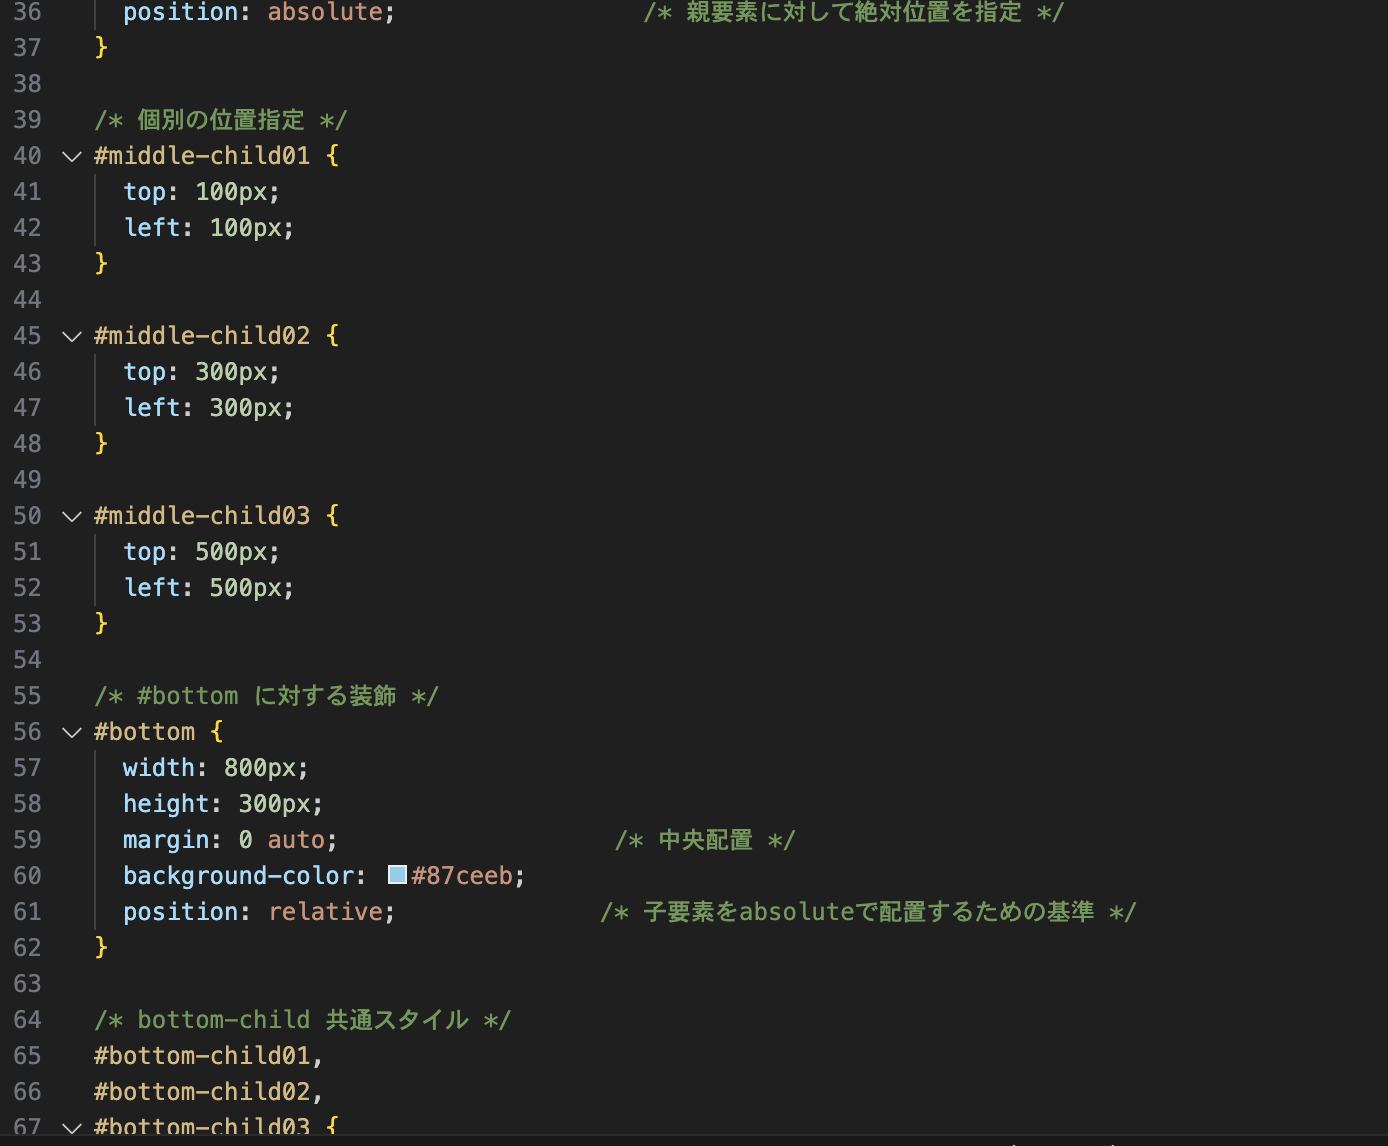 36 position: absolute; /* 親要素に対して絶対位置を指定 */
37 }
38
39 /* 個別の位置指定 */
40 #middle-child01 {
41 top: 100px;
42 left: 100px;
43 }
44
45 #middle-child02 {
46 top: 300px;
47 left: 300px;
48 }
49
50 #middle-child03 {
51 top: 500px;
52 left: 500px;
53 }
54
55 /* #bottom に対する装飾 */
56 #bottom {
57 width: 800px;
58 height: 300px;
59 margin: 0 auto; /* 中央配置 */
60 background-color: #87ceeb;
61 position: relative; /* 子要素をabsoluteで配置するための基準 */
62 }
63
64 /* bottom-child 共通スタイル */
65 #bottom-child01,
66 #bottom-child02,
67 #bottom-child03 {